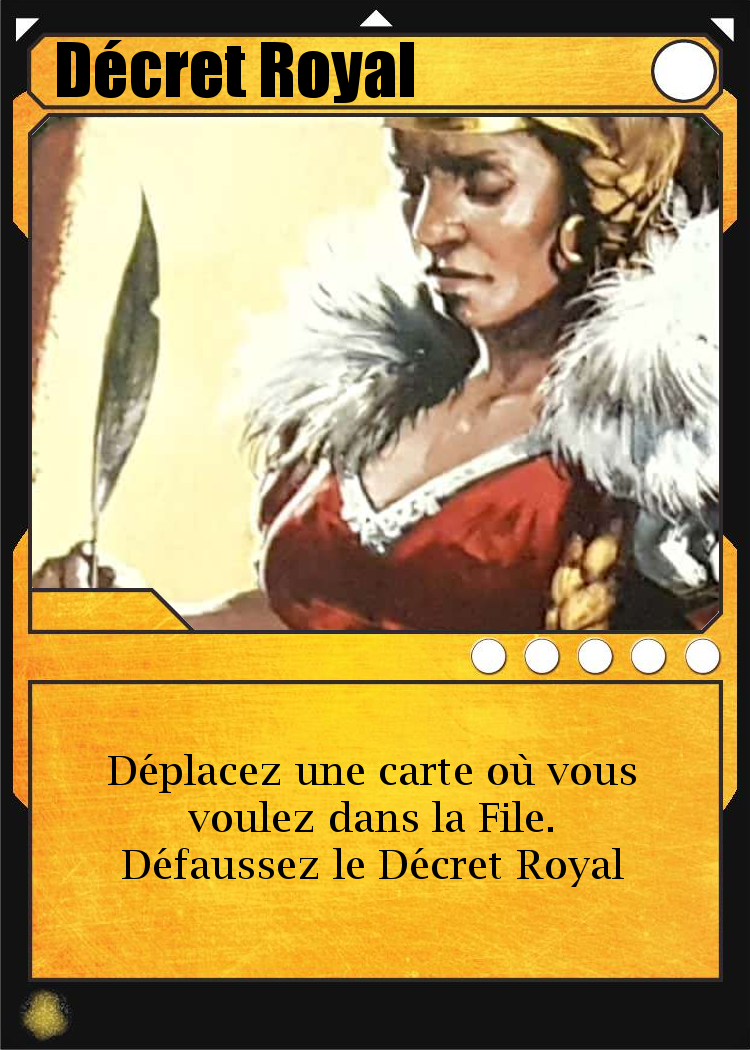 Décret Royal
Déplacez une carte où vous
voulez dans la File.
Défaussez le Décret Royal